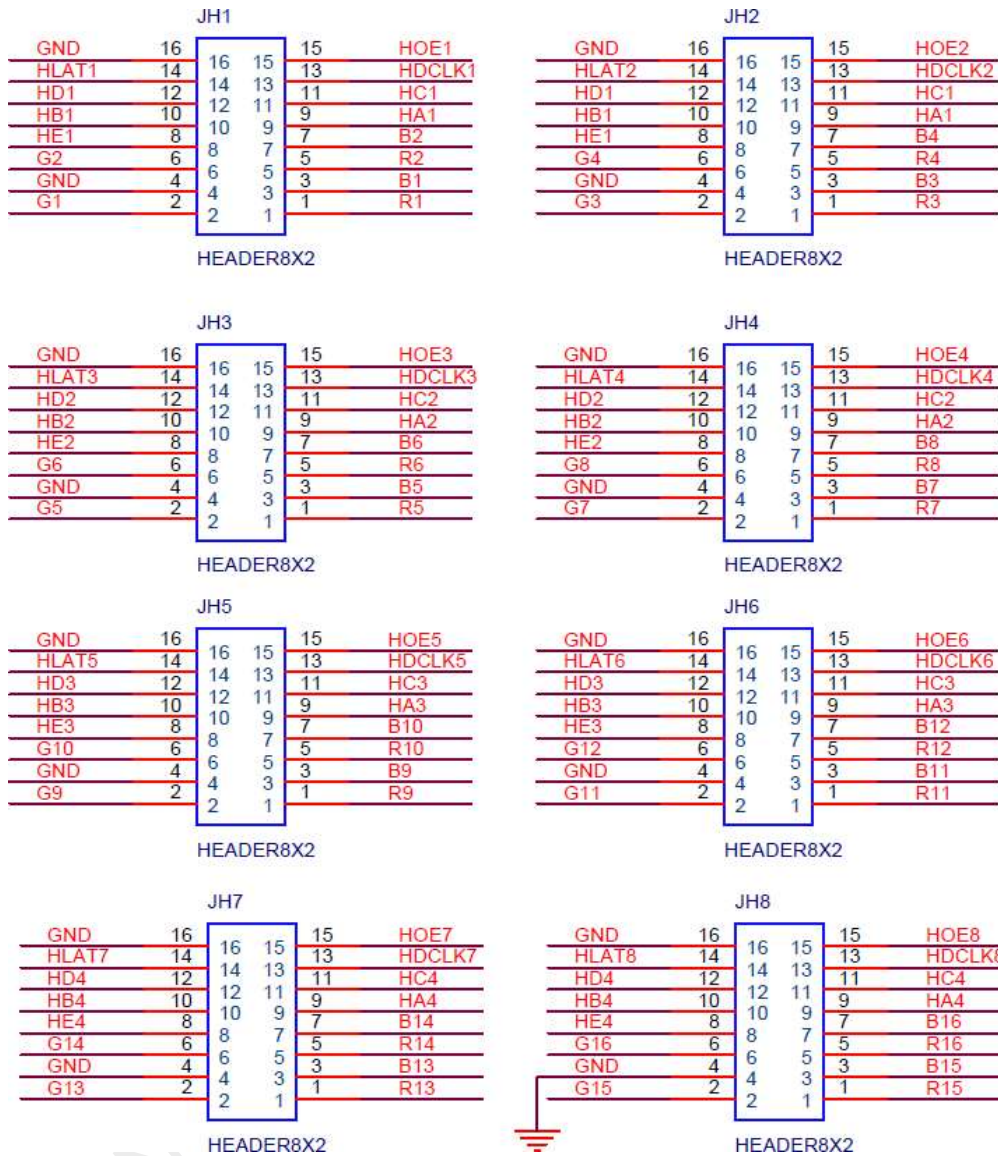 JH1 JH2
GND 16 16 15 15 HOE1 GND 16 16 15 15 HOE2
HLAT1 14 14 13 13 HDCLK1 HLAT2 14 14 13 13 HDCLK2
HD1 12 12 11 11 HC1 HD1 12 12 11 11 HC1
HB1 10 10 9 9 HA1 HB1 10 10 9 9 HA1
HE1 8 8 7 7 B2 HE1 8 8 7 7 B4
G2 6 6 5 5 R2 G4 6 6 5 5 R4
GND 4 4 3 3 B1 GND 4 4 3 3 B3
G1 2 2 1 1 R1 G3 2 2 1 1 R3
HEADER8X2 HEADER8X2
JH3 JH4
GND 16 16 15 15 HOE3 GND 16 16 15 15 HOE4
HLAT3 14 14 13 13 HDCLK3 HLAT4 14 14 13 13 HDCLK4
HD2 12 12 11 11 HC2 HD2 12 12 11 11 HC2
HB2 10 10 9 9 HA2 HB2 10 10 9 9 HA2
HE2 8 8 7 7 B6 HE2 8 8 7 7 B8
G6 6 6 5 5 R6 G8 6 6 5 5 R8
GND 4 4 3 3 B5 GND 4 4 3 3 B7
G5 2 2 1 1 R5 G7 2 2 1 1 R7
HEADER8X2 HEADER8X2
JH5 JH6
GND 16 16 15 15 HOE5 GND 16 16 15 15 HOE6
HLAT5 14 14 13 13 HDCLK5 HLAT6 14 14 13 13 HDCLK6
HD3 12 12 11 11 HC3 HD3 12 12 11 11 HC3
HB3 10 10 9 9 HA3 HB3 10 10 9 9 HA3
HE3 8 8 7 7 B10 HE3 8 8 7 7 B12
G10 6 6 5 5 R10 G12 6 6 5 5 R12
GND 4 4 3 3 B9 GND 4 4 3 3 B11
G9 2 2 1 1 R9 G11 2 2 1 1 R11
HEADER8X2 HEADER8X2
JH7 JH8
GND 16 16 15 15 HOE7 GND 16 16 15 15 HOE8
HLAT7 14 14 13 13 HDCLK7 HLAT8 14 14 13 13 HDCLK8
HD4 12 12 11 11 HC4 HD4 12 12 11 11 HC4
HB4 10 10 9 9 HA4 HB4 10 10 9 9 HA4
HE4 8 8 7 7 B14 HE4 8 8 7 7 B16
G14 6 6 5 5 R14 G16 6 6 5 5 R16
GND 4 4 3 3 B13 GND 4 4 3 3 B15
G13 2 2 1 1 R13 G15 2 2 1 1 R15
HEADER8X2 HEADER8X2